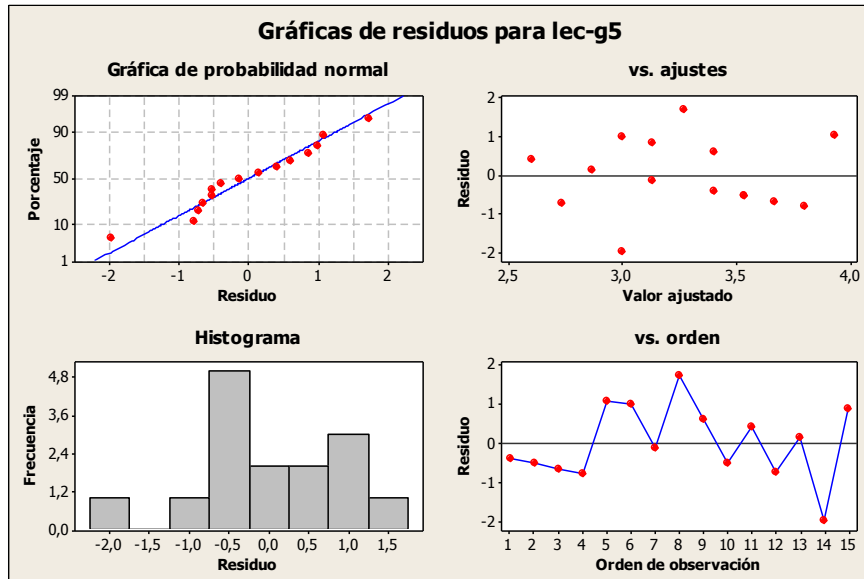 Gráficas de residuos para lec-g5
Gráfica de probabilidad normal
99
90
50
10
1
Porcentaje
-2 -1 0 1 2
Residuo
vs. ajustes
2
1
0
-1
-2
Residuo
2,5 3,0 3,5 4,0
Valor ajustado
Histograma
4,8
3,6
2,4
1,2
0,0
Frecuencia
-2,0 -1,5 -1,0 -0,5 0,0 0,5 1,0 1,5
Residuo
vs. orden
2
1
0
-1
-2
Residuo
1 2 3 4 5 6 7 8 9 10 11 12 13 14 15
Orden de observación